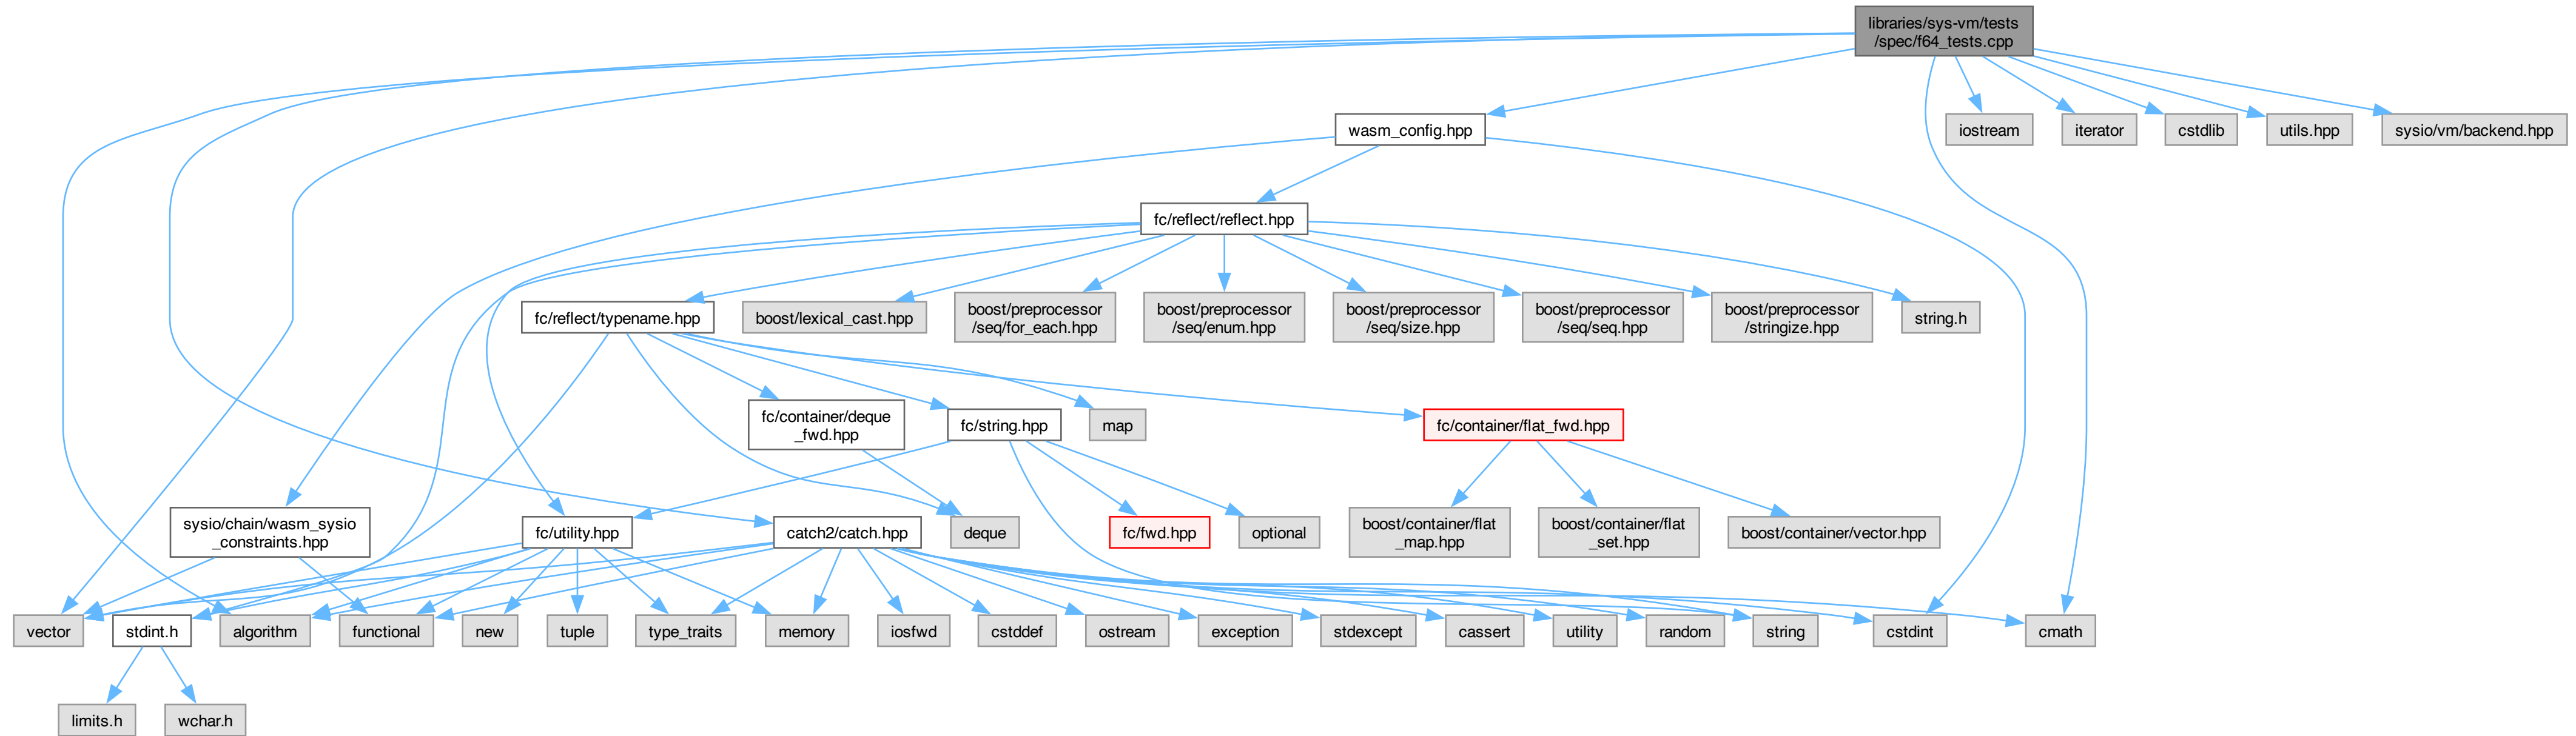 libraries/sys-vm/tests
/spec/f64_tests.cpp
wasm_config.hpp
iostream
iterator
cstdlib
utils.hpp
sysio/vm/backend.hpp
fc/reflect/reflect.hpp
fc/reflect/typename.hpp
boost/lexical_cast.hpp
boost/preprocessor
/seq/for_each.hpp
boost/preprocessor
/seq/enum.hpp
boost/preprocessor
/seq/size.hpp
boost/preprocessor
/seq/seq.hpp
boost/preprocessor
/stringize.hpp
string.h
fc/container/deque
_fwd.hpp
fc/string.hpp
map
fc/container/flat_fwd.hpp
sysio/chain/wasm_sysio
_constraints.hpp
fc/utility.hpp
catch2/catch.hpp
deque
fc/fwd.hpp
optional
boost/container/flat
_map.hpp
boost/container/flat
_set.hpp
boost/container/vector.hpp
vector
stdint.h
algorithm
functional
new
tuple
type_traits
memory
iosfwd
cstddef
ostream
exception
stdexcept
cassert
utility
random
string
cstdint
cmath
limits.h
wchar.h